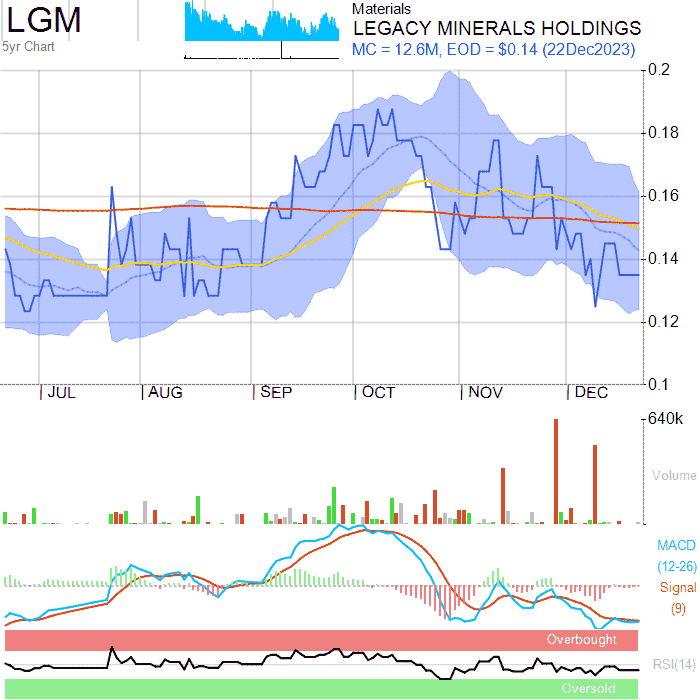 LGM
5yr Chart
Materials
LEGACY MINERALS HOLDINGS
MC = 12.6M, EOD = $0.14 (22Dec2023)
0.2
0.18
0.16
0.14
0.12
0.1
JUL AUG SEP OCT NOV DEC
640k
Volume
MACD
(12-26)
Signal
(9)
Overbought
RSI(14)
Oversold